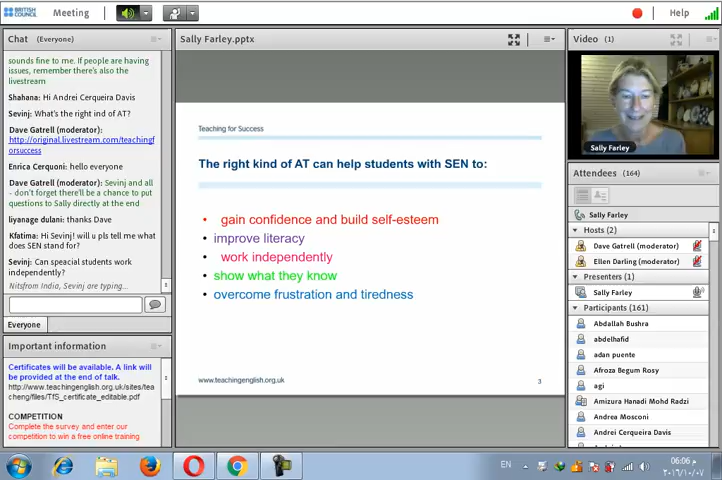 BRITISH
COUNCIL
Meeting
Help
Chat (Everyone)
sounds fine to me. If people are having
issues, remember there's also the
livestream
Shahana: Hi Andrei Cerqueira Davis
Sevinj: What's the right ind of AT?
Dave Gatrell (moderator):
http://original.livestream.com/teachingf
orsuccess
Enrica Cerquoni: hello everyone
Dave Gatrell (moderator): Sevinj and all
- don't forget there'll be a chance to put
questions to Sally directly at the end
liyanage dulani: thanks Dave
Kfatima: Hi Sevinj! will u pls tell me what
does SEN stand for?
Sevinj: Can speacial students work
independently?
Nitsfrom India, Sevinj are typing...
Everyone
Important information
Certificates will be available. A link will
be provided at the end of talk.
http://www.teachingenglish.org.uk/sites/tea
cheng/files/TfS_certificate_editable.pdf
COMPETITION
Complete the survey and enter our
competition to win a free online training
Sally Farley.pptx
Teaching for Success
The right kind of AT can help students with SEN to:
• gain confidence and build self-esteem
• improve literacy
• work independently
• show what they know
• overcome frustration and tiredness
www.teachingenglish.org.uk
3
Video (1)
Sally Farley
Attendees (164)
Sally Farley
Hosts (2)
Dave Gatrell (moderator)
Ellen Darling (moderator)
Presenters (1)
Sally Farley
Participants (161)
Abdallah Bushra
abdelhafid
adan puente
Afroza Begum Rosy
agi
Amizura Hanadi Mohd Radzi
Andrea Mosconi
Andrei Cerqueira Davis
EN
06:06 م
٢٠١٦/١٠/٠٧